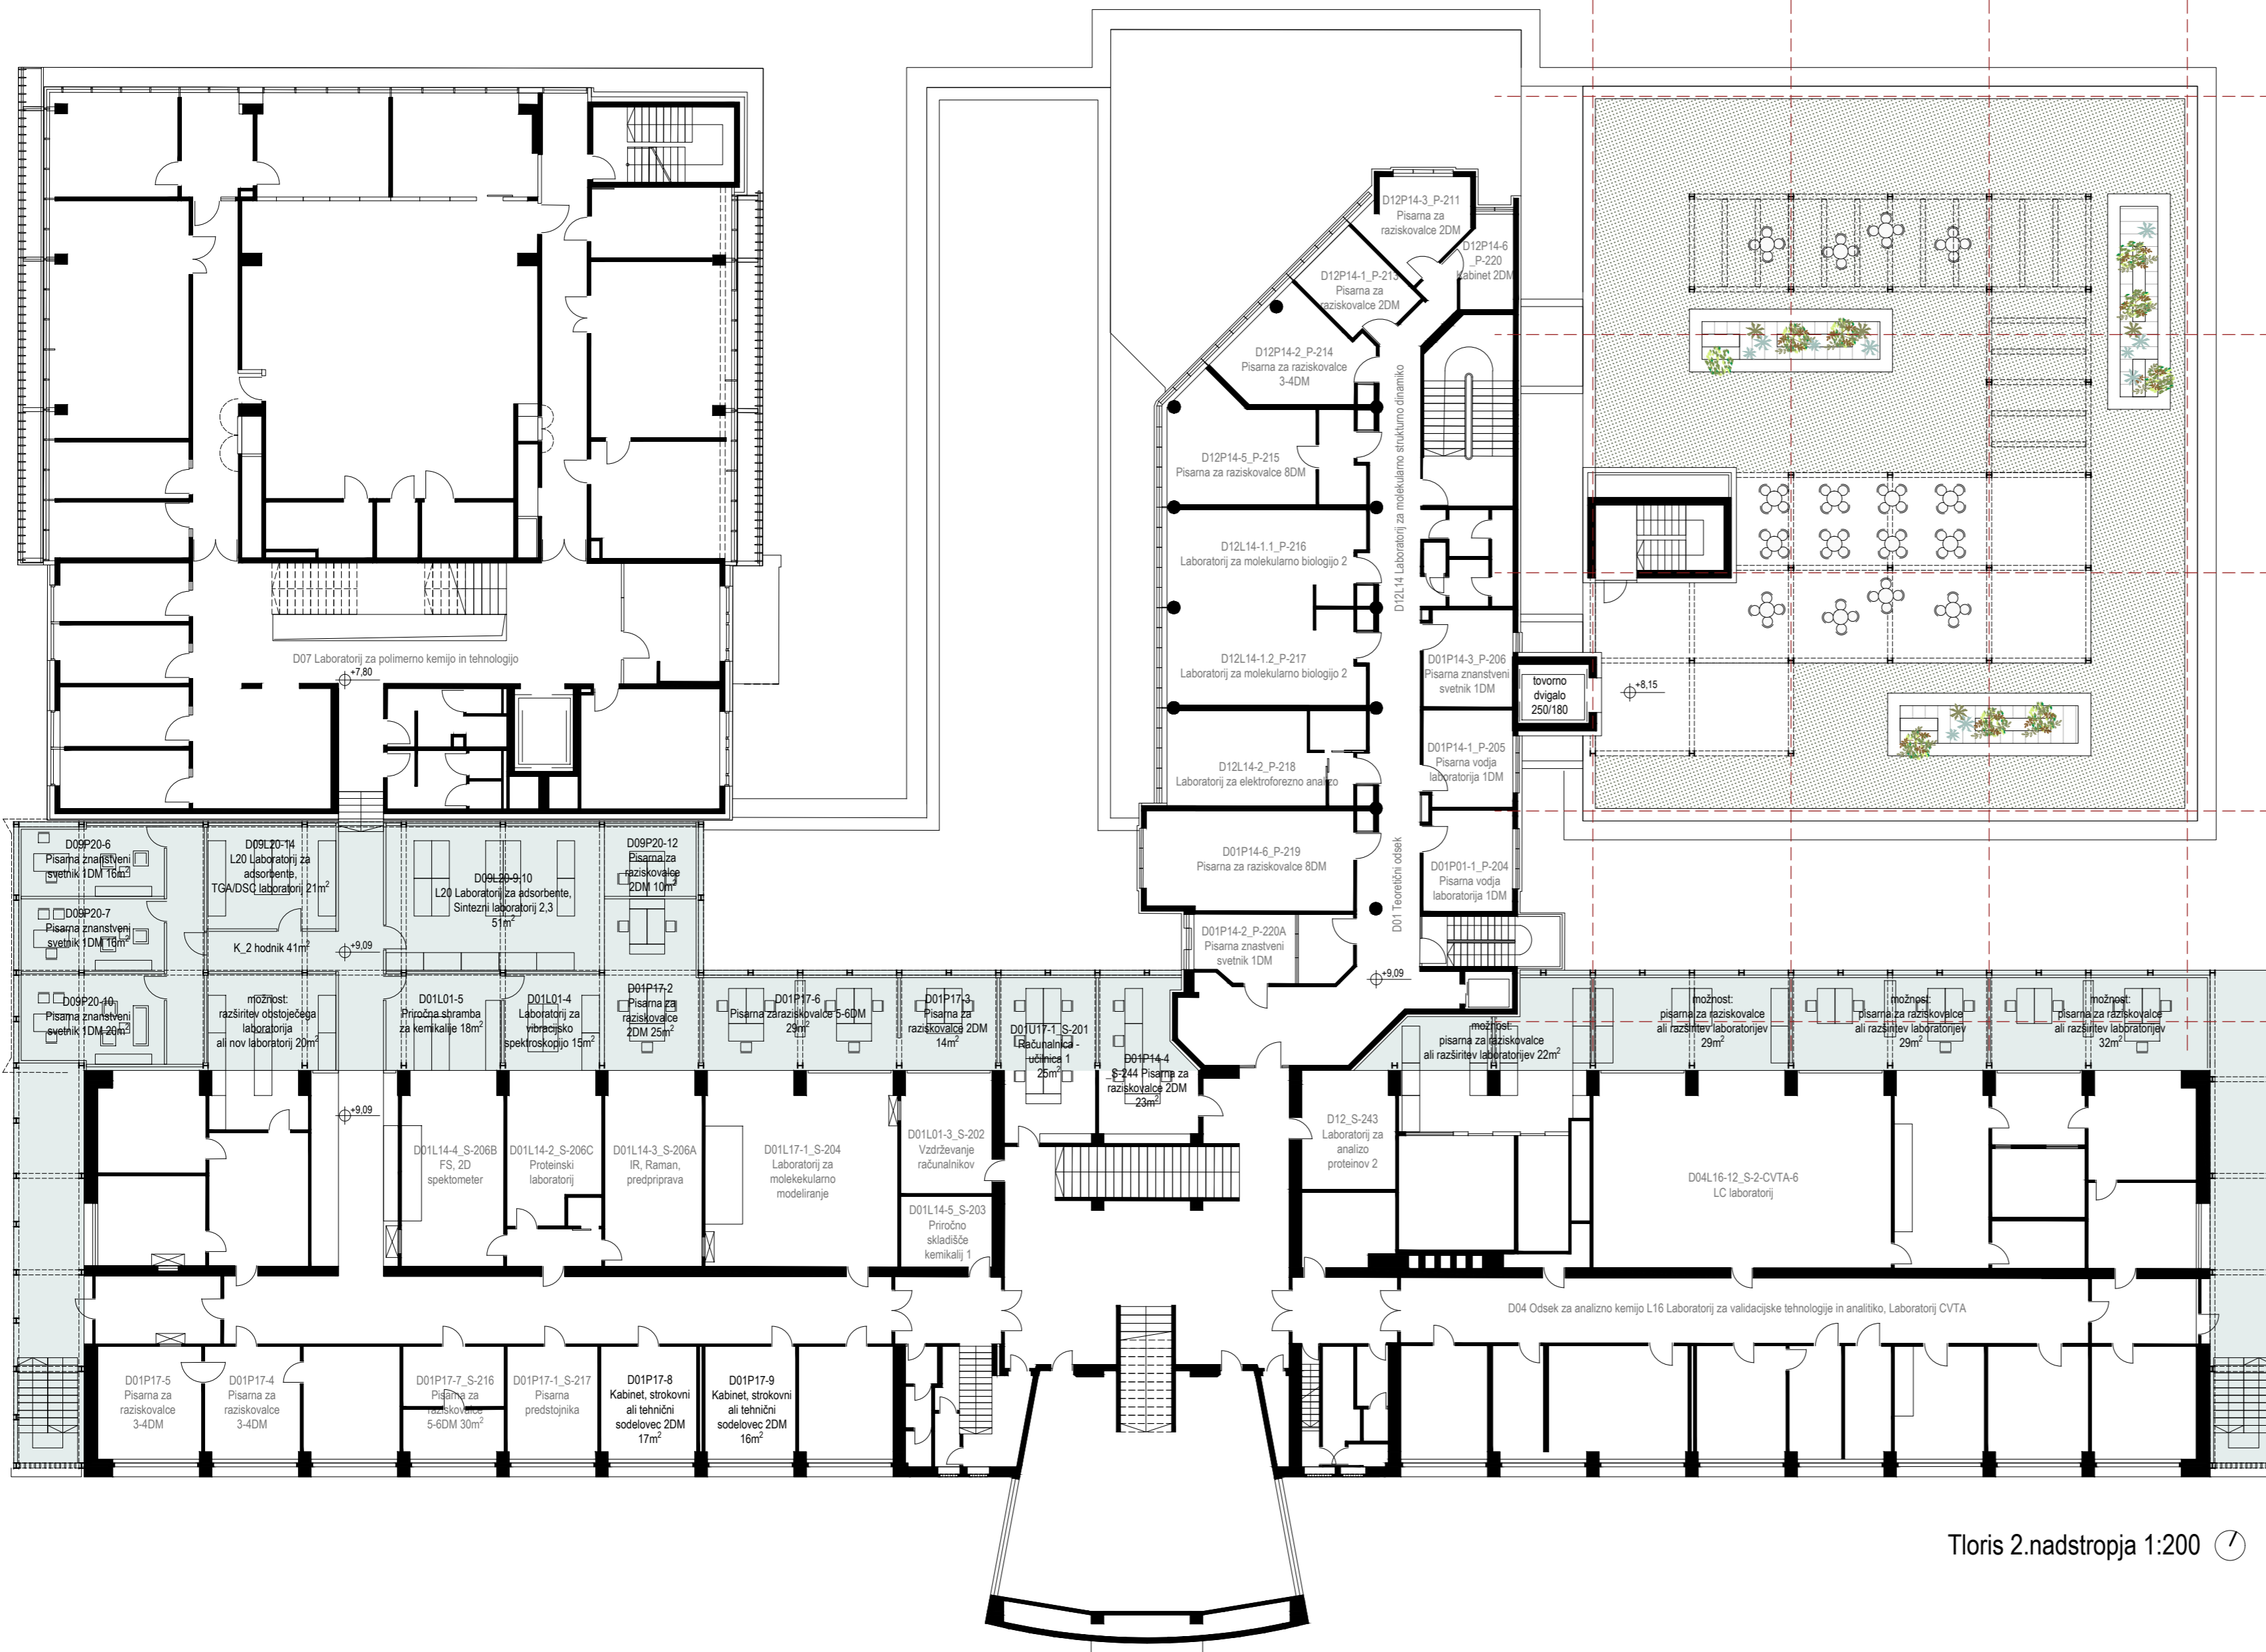 D12P14-3_P-211
Pisarna za
raziskovalce 2DM
D12P14-6
_P-220
Kabinet 2DM
D12P14-1_P-213
Pisarna za
raziskovalce 2DM
D12P14-2_P-214
Pisarna za raziskovalce
3-4DM
D12L14 Laboratorij za molekularno strukturno dinamiko
D12P14-5_P-215
Pisarna za raziskovalce 8DM
D12L14-1.1_P-216
Laboratorij za molekularno biologijo 2
D12L14-1.2_P-217
Laboratorij za molekularno biologijo 2
D01P14-3_P-206
Pisarna znanstveni
svetnik 1DM
tovorno
dvigalo
250/180
+8,15
D07 Laboratorij za polimerno kemijo in tehnologijo
+7,80
D12L14-2_P-218
Laboratorij za elektroforezno analizo
D01P14-1_P-205
Pisarna vodja
laboratorija 1DM
D01P14-6_P-219
Pisarna za raziskovalce 8DM
D01 Teoretični odsek
D01P01-1_P-204
Pisarna vodja
laboratorija 1DM
D01P14-2_P-220A
Pisarna znastveni
svetnik 1DM
+9,09
D09P20-6
Pisarna znanstveni
svetnik 1DM 16m²
D09L20-14
L20 Laboratorij za
adsorbente,
TGA/DSC laboratorij 21m²
D09L20-9,10
L20 Laboratorij za adsorbente,
Sintezni laboratorij 2,3
51m²
D09P20-12
Pisarna za
raziskovalce
2DM 10m²
D09P20-7
Pisarna znanstveni
svetnik 1DM 16m²
K_2 hodnik 41m²
+9,09
D09P20-10
Pisarna znanstveni
svetnik 1DM 20m²
možnost:
razširitev obstoječega
laboratorija
ali nov laboratorij 20m²
D01L01-5
Priročna shramba
za kemikalije 18m²
D01L01-4
Laboratorij za
vibracijsko
spektroskopijo 15m²
D01P17-2
Pisarna za
raziskovalce
2DM 25m²
D01P17-6
Pisarna zaraziskovalce 5-6DM
29m²
D01P17-3
Pisarna za
raziskovalce 2DM
14m²
D01U17-1_S-201
Računalnica -
učilnica 1
25m²
D01P14-4
_S-244 Pisarna za
raziskovalce 2DM
23m²
možnost:
pisarna za raziskovalce
ali razširitev laboratorijev 22m²
možnost:
pisarna za raziskovalce
ali razširitev laboratorijev
29m²
možnost:
pisarna za raziskovalce
ali razširitev laboratorijev
29m²
možnost:
pisarna za raziskovalce
ali razširitev laboratorijev
32m²
+9,09
D01L14-4_S-206B
FS, 2D
spektometer
D01L14-2_S-206C
Proteinski
laboratorij
D01L14-3_S-206A
IR, Raman,
predpriprava
D01L17-1_S-204
Laboratorij za
molekekularno
modeliranje
D01L01-3_S-202
Vzdrževanje
računalnikov
D01L14-5_S-203
Priročno
skladišče
kemikalij 1
D12_S-243
Laboratorij za
analizo
proteinov 2
D04L16-12_S-2-CVTA-6
LC laboratorij
D04 Odsek za analizno kemijo L16 Laboratorij za validacijske tehnologije in analitiko, Laboratorij CVTA
D01P17-5
Pisarna za
raziskovalce
3-4DM
D01P17-4
Pisarna za
raziskovalce
3-4DM
D01P17-7_S-216
Pisarna za
raziskovalce
5-6DM 30m²
D01P17-1_S-217
Pisarna
predstojnika
D01P17-8
Kabinet, strokovni
ali tehnični
sodelovec 2DM
17m²
D01P17-9
Kabinet, strokovni
ali tehnični
sodelovec 2DM
16m²
Tloris 2.nadstropja 1:200